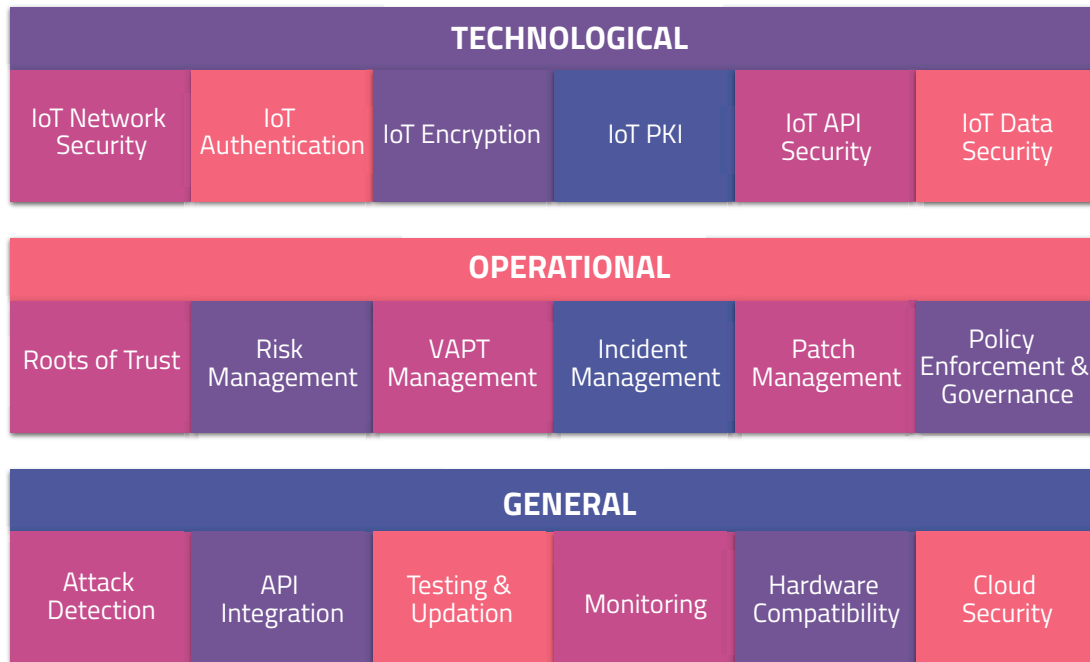 TECHNOLOGICAL
IoT Network
Security
IoT
Authentication
IoT Encryption
IoT PKI
IoT API
Security
IoT Data
Security
OPERATIONAL
Roots of Trust
Risk
Management
VAPT
Management
Incident
Management
Patch
Management
Policy
Enforcement &
Governance
GENERAL
Attack
Detection
API
Integration
Testing &
Updation
Monitoring
Hardware
Compatibility
Cloud
Security